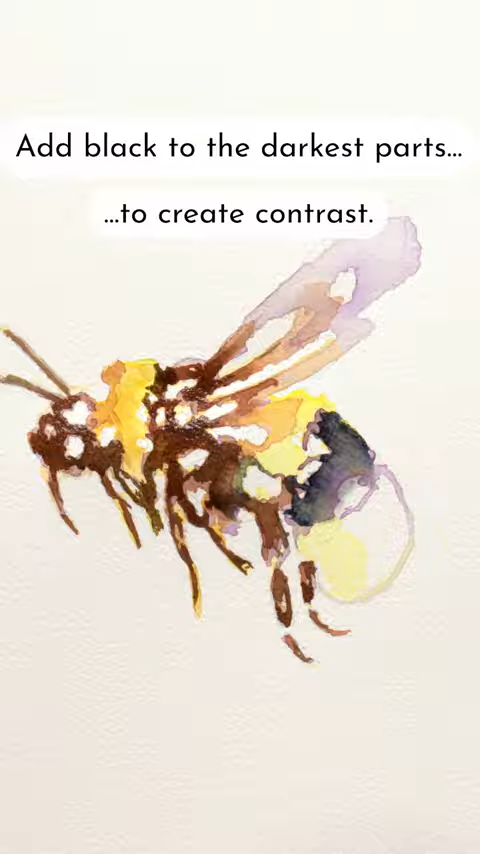 Add black to the darkest parts...
...to create contrast.